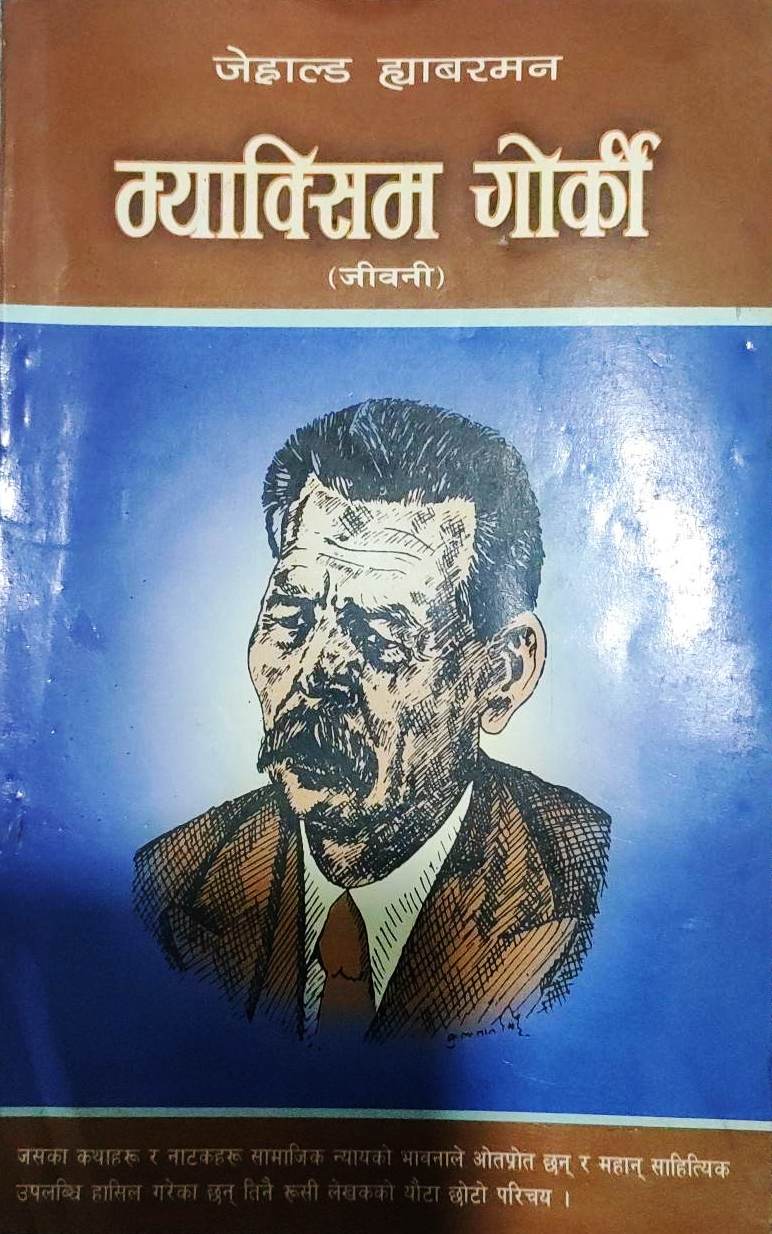 जेह्राल्ड ह्याबरमन
म्याक्सिम गोर्की
(जीवनी)
जसका कथाहरू र नाटकहरू सामाजिक न्यायको भावनाले ओतप्रोत छन् र महान् साहित्यिक
उपलब्धि हासिल गरेका छन् तिनै रूसी लेखकको यौटा छोटो परिचय ।